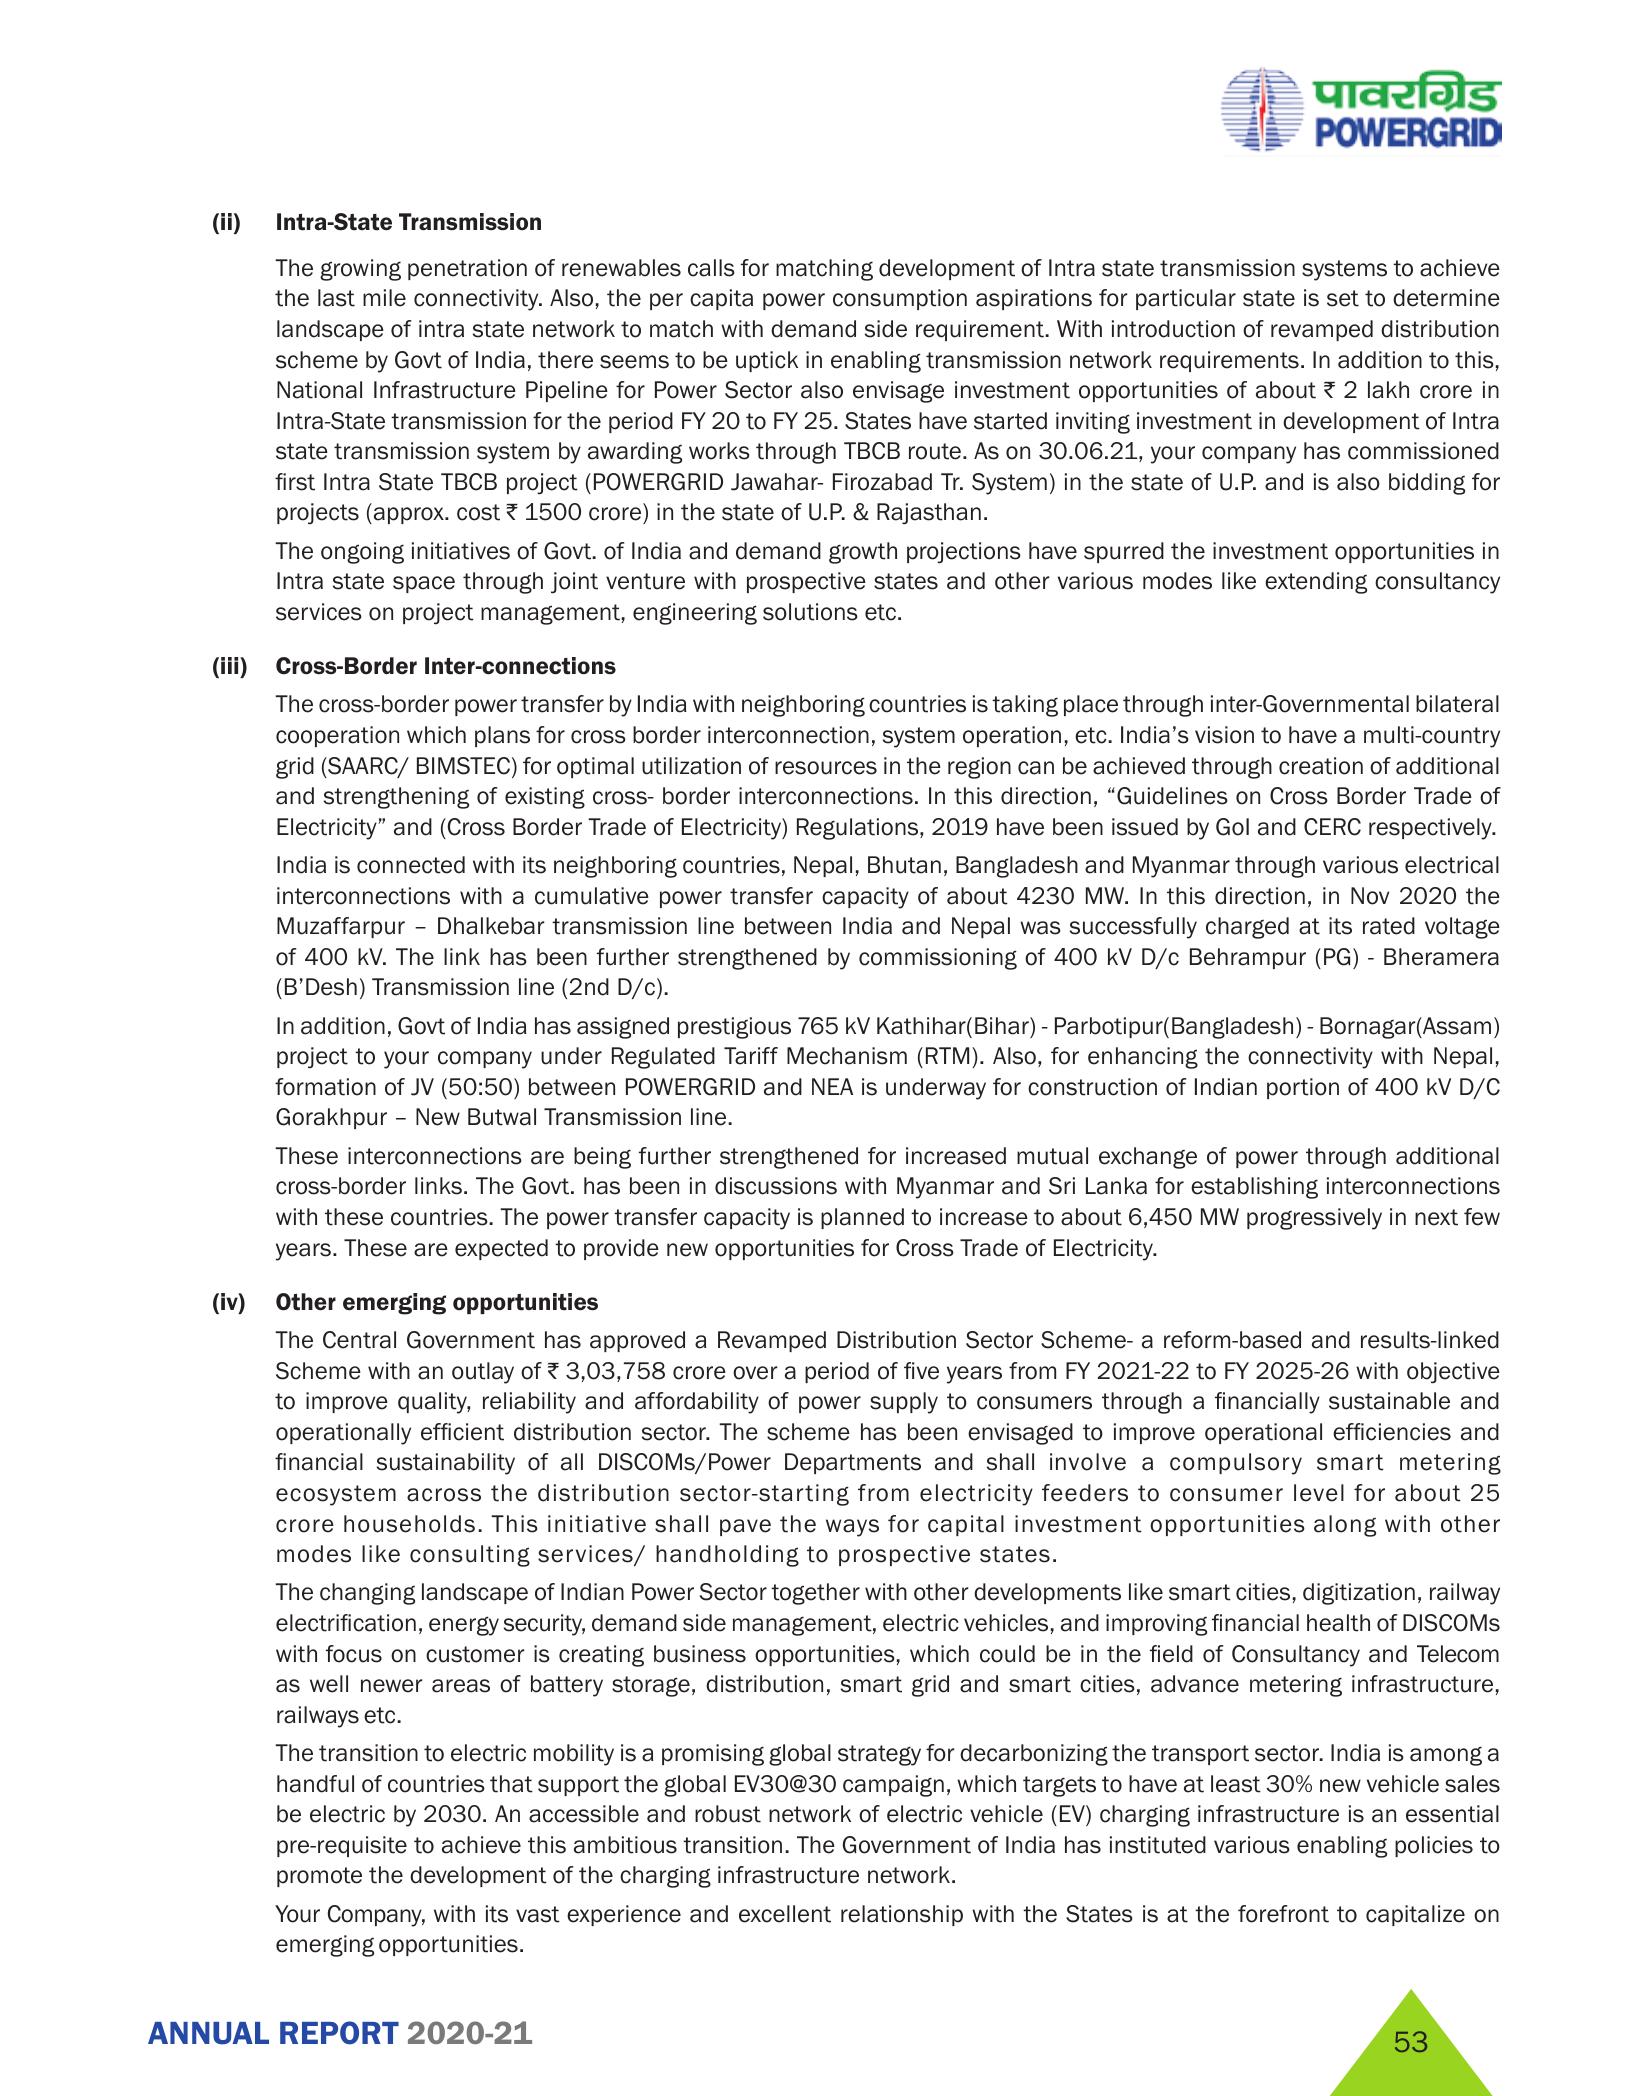 पावरग्रिड
POWERGRID
(ii) Intra-State Transmission
The growing penetration of renewables calls for matching development of Intra state transmission systems to achieve
the last mile connectivity. Also, the per capita power consumption aspirations for particular state is set to determine
landscape of intra state network to match with demand side requirement. With introduction of revamped distribution
scheme by Govt of India, there seems to be uptick in enabling transmission network requirements. In addition to this,
National Infrastructure Pipeline for Power Sector also envisage investment opportunities of about ₹ 2 lakh crore in
Intra-State transmission for the period FY 20 to FY 25. States have started inviting investment in development of Intra
state transmission system by awarding works through TBCB route. As on 30.06.21, your company has commissioned
first Intra State TBCB project (POWERGRID Jawahar- Firozabad Tr. System) in the state of U.P. and is also bidding for
projects (approx. cost ₹ 1500 crore) in the state of U.P. & Rajasthan.
The ongoing initiatives of Govt. of India and demand growth projections have spurred the investment opportunities in
Intra state space through joint venture with prospective states and other various modes like extending consultancy
services on project management, engineering solutions etc.
(iii) Cross-Border Inter-connections
The cross-border power transfer by India with neighboring countries is taking place through inter-Governmental bilateral
cooperation which plans for cross border interconnection, system operation, etc. India’s vision to have a multi-country
grid (SAARC/ BIMSTEC) for optimal utilization of resources in the region can be achieved through creation of additional
and strengthening of existing cross- border interconnections. In this direction, “Guidelines on Cross Border Trade of
Electricity” and (Cross Border Trade of Electricity) Regulations, 2019 have been issued by GoI and CERC respectively.
India is connected with its neighboring countries, Nepal, Bhutan, Bangladesh and Myanmar through various electrical
interconnections with a cumulative power transfer capacity of about 4230 MW. In this direction, in Nov 2020 the
Muzaffarpur – Dhalkebar transmission line between India and Nepal was successfully charged at its rated voltage
of 400 kV. The link has been further strengthened by commissioning of 400 kV D/c Behrampur (PG) - Bheramera
(B’Desh) Transmission line (2nd D/c).
In addition, Govt of India has assigned prestigious 765 kV Kathihar(Bihar) - Parbotipur(Bangladesh) - Bornagar(Assam)
project to your company under Regulated Tariff Mechanism (RTM). Also, for enhancing the connectivity with Nepal,
formation of JV (50:50) between POWERGRID and NEA is underway for construction of Indian portion of 400 kV D/C
Gorakhpur – New Butwal Transmission line.
These interconnections are being further strengthened for increased mutual exchange of power through additional
cross-border links. The Govt. has been in discussions with Myanmar and Sri Lanka for establishing interconnections
with these countries. The power transfer capacity is planned to increase to about 6,450 MW progressively in next few
years. These are expected to provide new opportunities for Cross Trade of Electricity.
(iv) Other emerging opportunities
The Central Government has approved a Revamped Distribution Sector Scheme- a reform-based and results-linked
Scheme with an outlay of ₹ 3,03,758 crore over a period of five years from FY 2021-22 to FY 2025-26 with objective
to improve quality, reliability and affordability of power supply to consumers through a financially sustainable and
operationally efficient distribution sector. The scheme has been envisaged to improve operational efficiencies and
financial sustainability of all DISCOMs/Power Departments and shall involve a compulsory smart metering
ecosystem across the distribution sector-starting from electricity feeders to consumer level for about 25
crore households. This initiative shall pave the ways for capital investment opportunities along with other
modes like consulting services/ handholding to prospective states.
The changing landscape of Indian Power Sector together with other developments like smart cities, digitization, railway
electrification, energy security, demand side management, electric vehicles, and improving financial health of DISCOMs
with focus on customer is creating business opportunities, which could be in the field of Consultancy and Telecom
as well newer areas of battery storage, distribution, smart grid and smart cities, advance metering infrastructure,
railways etc.
The transition to electric mobility is a promising global strategy for decarbonizing the transport sector. India is among a
handful of countries that support the global EV30@30 campaign, which targets to have at least 30% new vehicle sales
be electric by 2030. An accessible and robust network of electric vehicle (EV) charging infrastructure is an essential
pre-requisite to achieve this ambitious transition. The Government of India has instituted various enabling policies to
promote the development of the charging infrastructure network.
Your Company, with its vast experience and excellent relationship with the States is at the forefront to capitalize on
emerging opportunities.
ANNUAL REPORT 2020-21
53